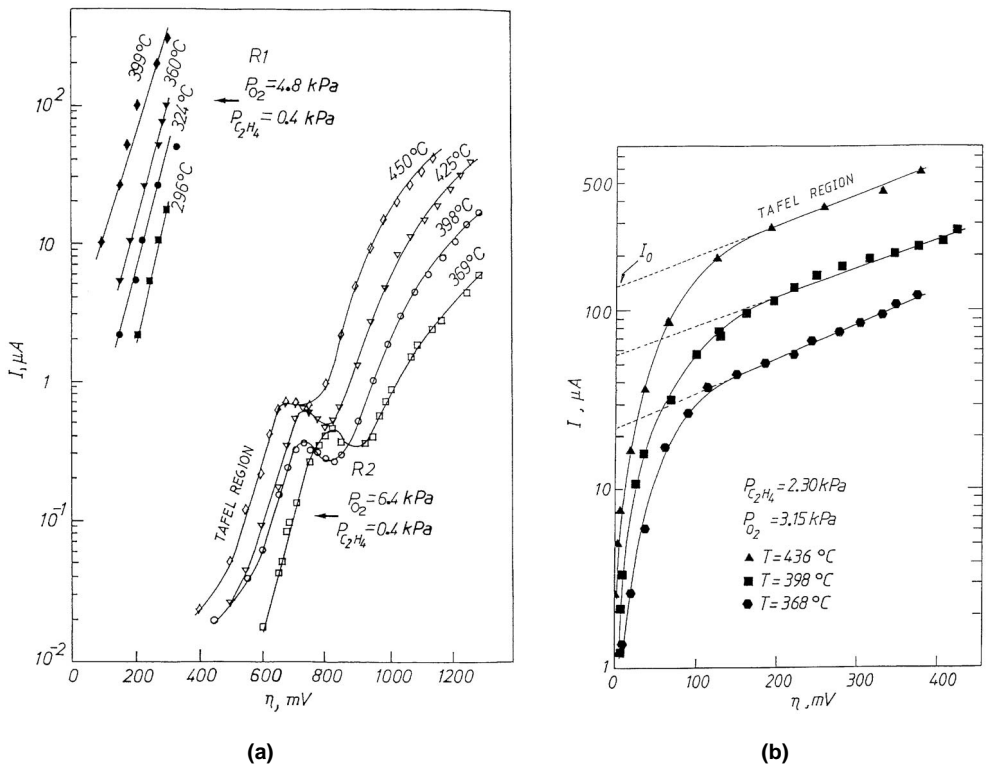 10²
10
1
10⁻¹
10⁻²
I, μA
399°C
360°C
324°C
296°C
R1
P_O2 = 4.8 kPa
P_C2H4 = 0.4 kPa
450°C
425°C
398°C
369°C
TAFEL REGION
R2
P_O2 = 6.4 kPa
P_C2H4 = 0.4 kPa
0
200
400
600
800
1000
1200
η, mV
(a)
500
100
10
1
I, μA
I_0
TAFEL REGION
P_C2H4 = 2.30 kPa
P_O2 = 3.15 kPa
T = 436 °C
T = 398 °C
T = 368 °C
0
100
200
300
400
η, mV
(b)